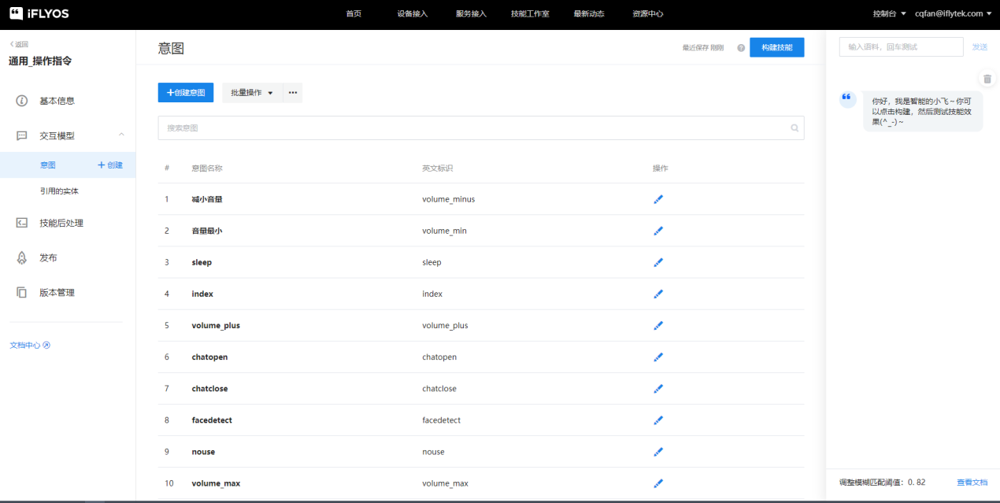 iFLYOS
首页 设备接入 服务接入 技能工作室 最新动态 资源中心 控制台 cqfan@iflytek.com
返回
通用_操作指令
基本信息
交互模型
意图 创建
引用的实体
技能后处理
发布
版本管理
文档中心
意图
最近保存 刚刚 ? 构建技能
创建意图 批量操作 ...
搜索意图
# 意图名称 英文标识 操作
1 减小音量 volume_minus
2 音量最小 volume_min
3 sleep sleep
4 index index
5 volume_plus volume_plus
6 chatopen chatopen
7 chatclose chatclose
8 facedetect facedetect
9 nouse nouse
10 volume_max volume_max
输入语料，回车测试 发送
你好，我是智能的小飞～你可
以点击构建，然后测试技能效
果(^_-)～
调整模糊匹配阈值：0.82 查看文档